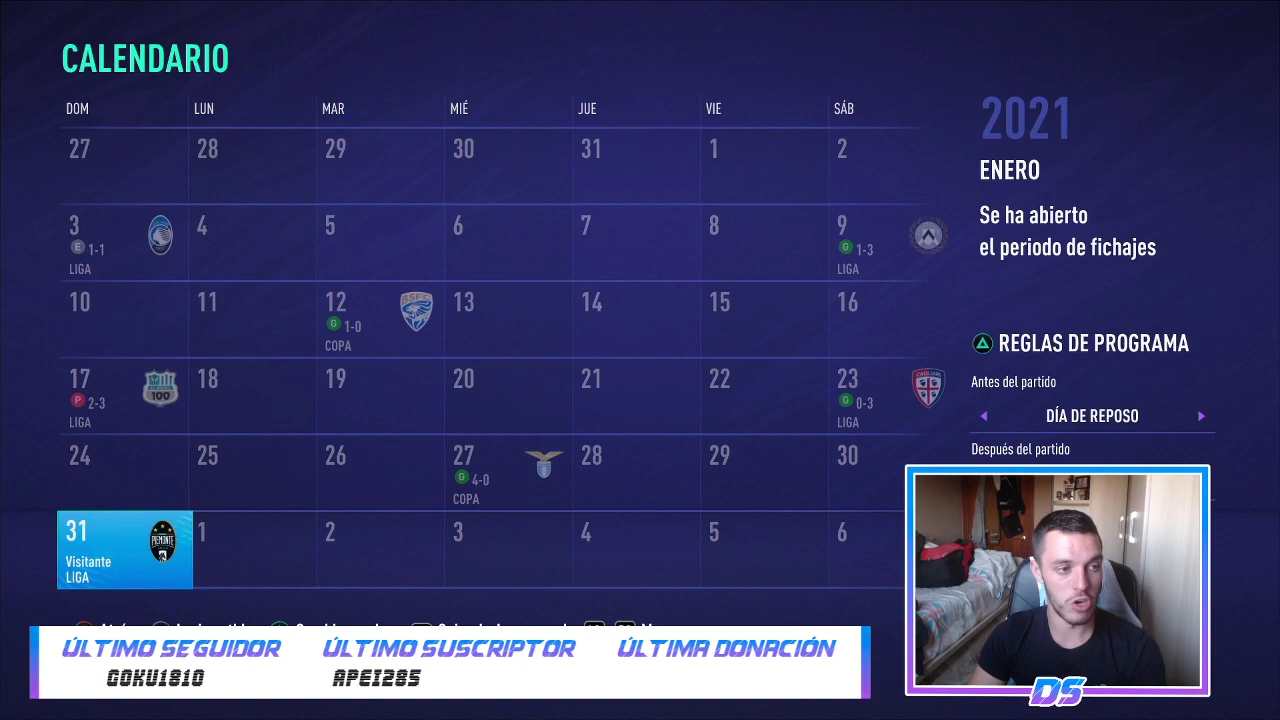 CALENDARIO
DOM LUN MAR MIÉ JUE VIE SÁB
27 28 29 30 31 1 2
3 4 5 6 7 8 9
E 1-1 G 1-3
LIGA LIGA
10 11 12 13 14 15 16
BSFC
G 1-0
COPA
17 18 19 20 21 22 23
100 CAGLIARI
P 2-3 G 0-3
LIGA LIGA
24 25 26 27 28 29 30
G 4-0
COPA
31 1 2 3 4 5 6
PIEMONTE
Visitante
LIGA
2021
ENERO
Se ha abierto
el periodo de fichajes
REGLAS DE PROGRAMA
Antes del partido
DÍA DE REPOSO
Después del partido
ÚLTIMO SEGUIDOR ÚLTIMO SUSCRIPTOR ÚLTIMA DONACIÓN
GOKU1810 APEI285
DS